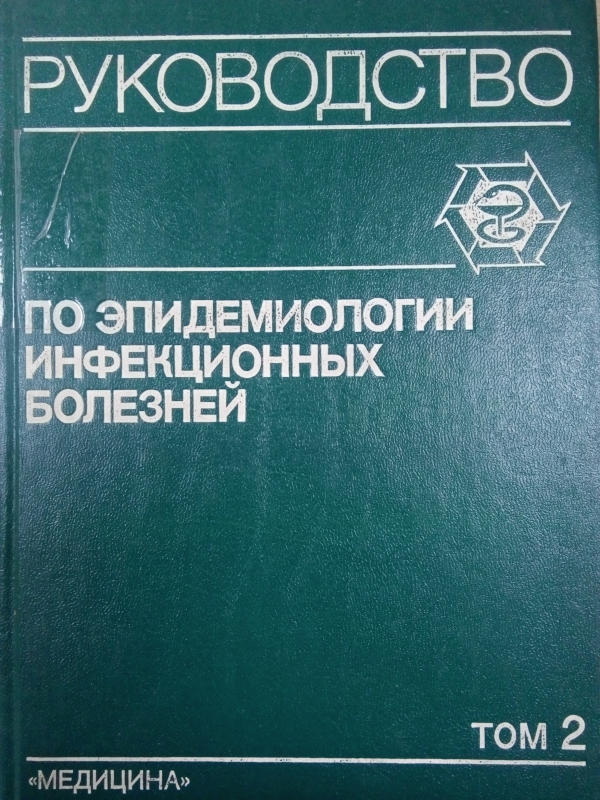 РУКОВОДСТВО
ПО ЭПИДЕМИОЛОГИИ
ИНФЕКЦИОННЫХ
БОЛЕЗНЕЙ
ТОМ 2
«МЕДИЦИНА»